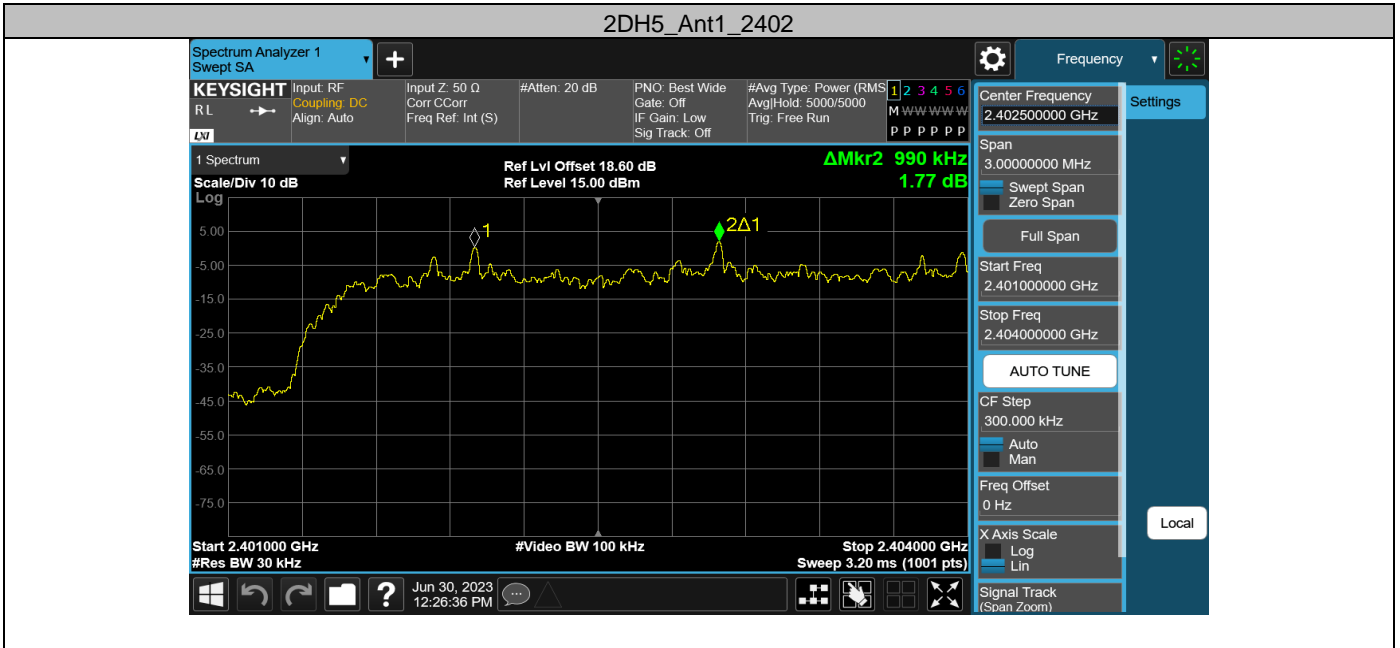 2DH5_Ant1_2402
Spectrum Analyzer 1
Swept SA
Frequency
KEYSIGHT
RL
LXI
Input: RF
Coupling: DC
Align: Auto
Input Z: 50 Ω
Corr CCorr
Freq Ref: Int (S)
#Atten: 20 dB
PNO: Best Wide
Gate: Off
IF Gain: Low
Sig Track: Off
#Avg Type: Power (RMS
Avg|Hold: 5000/5000
Trig: Free Run
1 2 3 4 5 6
M W W W W W
P P P P P P
1 Spectrum
Scale/Div 10 dB
Ref Lvl Offset 18.60 dB
Ref Level 15.00 dBm
ΔMkr2 990 kHz
1.77 dB
Log
5.00
-5.00
-15.0
-25.0
-35.0
-45.0
-55.0
-65.0
-75.0
1
2Δ1
Start 2.401000 GHz
#Res BW 30 kHz
#Video BW 100 kHz
Stop 2.404000 GHz
Sweep 3.20 ms (1001 pts)
Center Frequency
2.402500000 GHz
Settings
Span
3.00000000 MHz
Swept Span
Zero Span
Full Span
Start Freq
2.401000000 GHz
Stop Freq
2.404000000 GHz
AUTO TUNE
CF Step
300.000 kHz
Auto
Man
Freq Offset
0 Hz
X Axis Scale
Log
Lin
Local
Signal Track
(Span Zoom)
?
Jun 30, 2023
12:26:36 PM